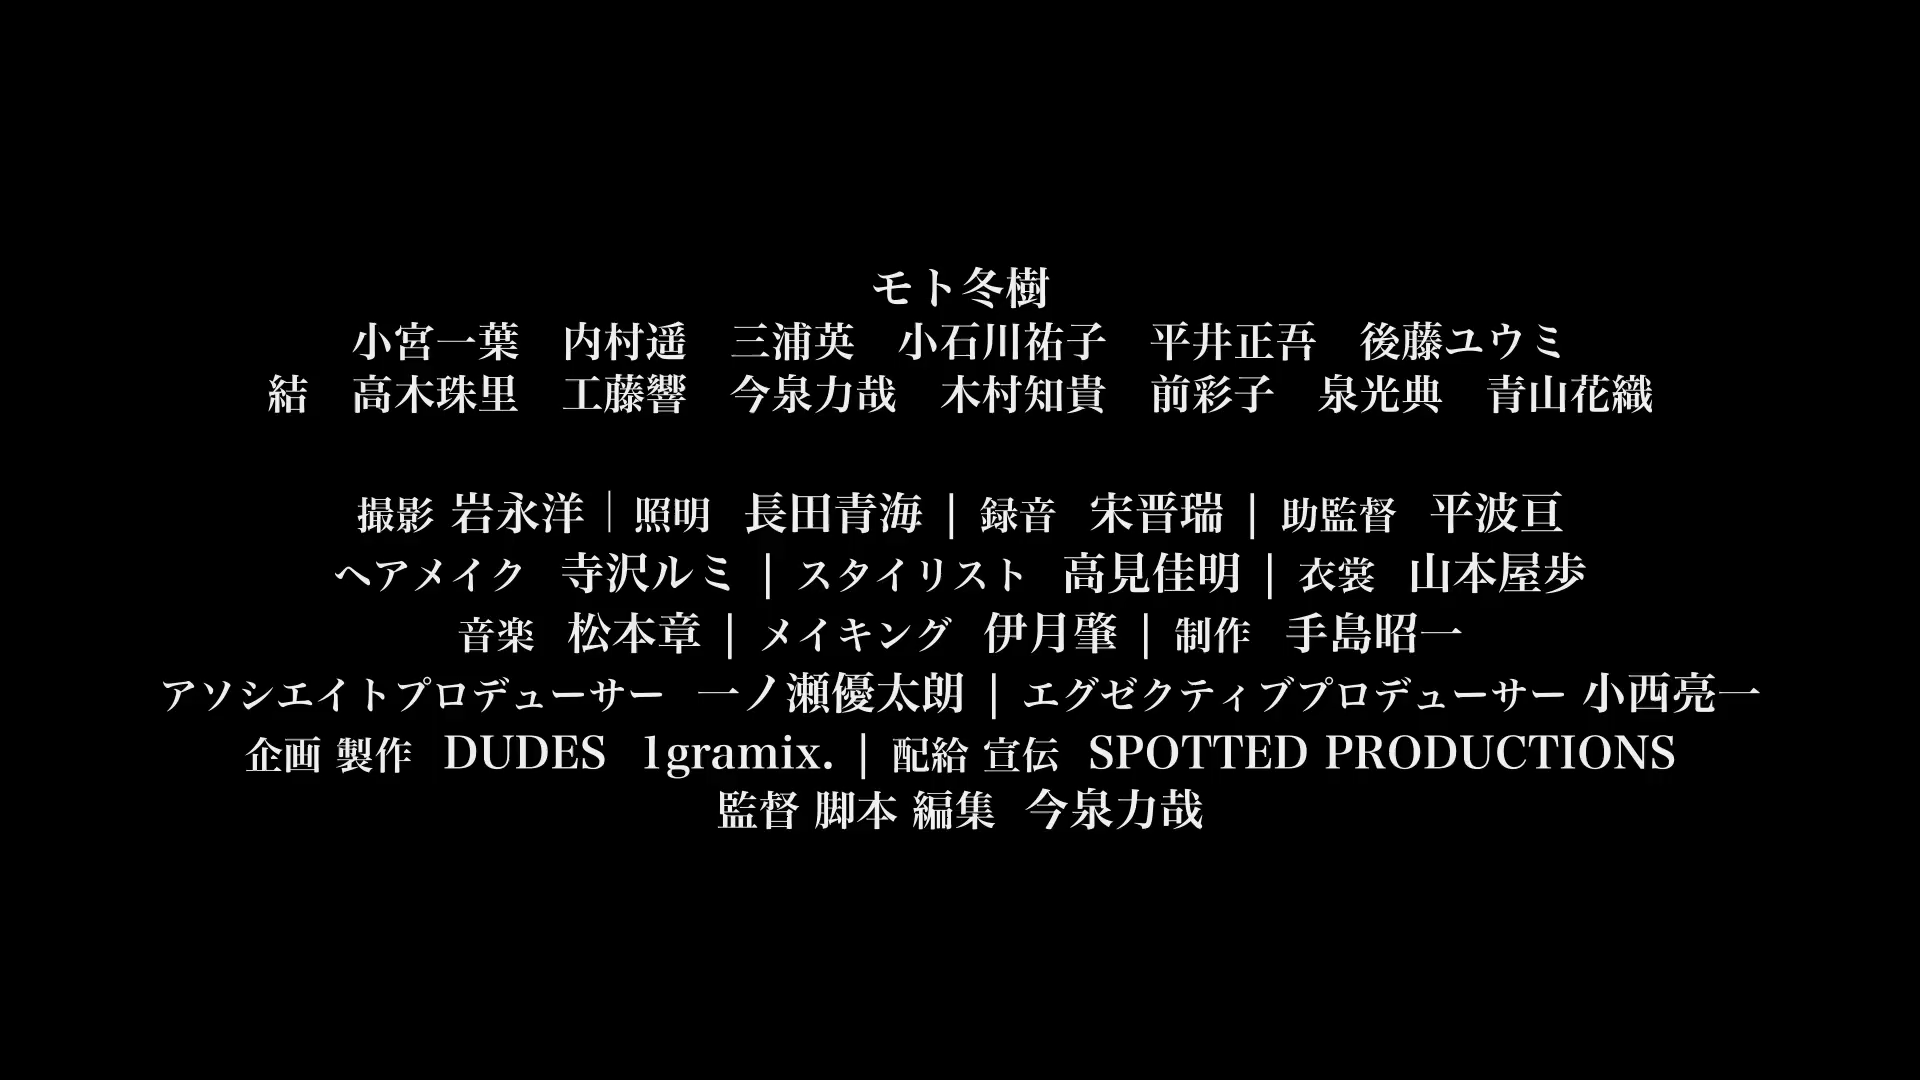 モト冬樹
小宮一葉　内村遥　三浦英　小石川祐子　平井正吾　後藤ユウミ
結　高木珠里　工藤響　今泉力哉　木村知貴　前彩子　泉光典　青山花織
撮影 岩永洋｜照明 長田青海 | 録音 宋晋瑞 | 助監督 平波亘
ヘアメイク 寺沢ルミ | スタイリスト 高見佳明 | 衣裳 山本屋歩
音楽 松本章 | メイキング 伊月肇 | 制作 手島昭一
アソシエイトプロデューサー 一ノ瀬優太朗 | エグゼクティブプロデューサー 小西亮一
企画 製作 DUDES 1gramix. | 配給 宣伝 SPOTTED PRODUCTIONS
監督 脚本 編集 今泉力哉